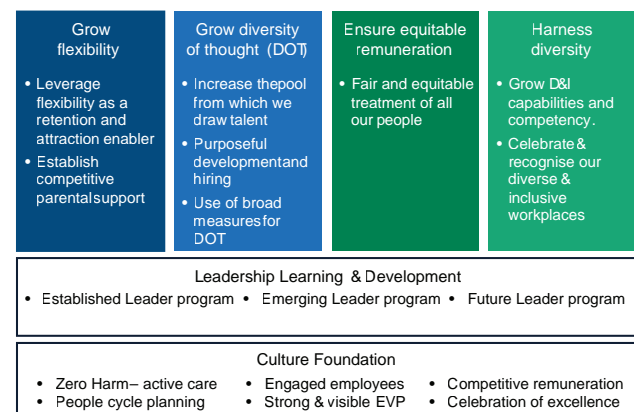 Grow
flexibility
• Leverage
flexibility as a
retention and
attraction enabler
• Establish
competitive
parental support
Grow diversity
of thought (DOT)
• Increase thepool
from which we
draw talent
• Purposeful
developmentand
hiring
• Use of broad
measures for
DOT
Ensure equitable
remuneration
• Fair and equitable
treatment of all
our people
Harness
diversity
• Grow D&I
capabilities and
competency.
• Celebrate &
recognise our
diverse &
inclusive
workplaces
Leadership Learning & Development
• Established Leader program • Emerging Leader program • Future Leader program
Culture Foundation
• Zero Harm – active care • Engaged employees • Competitive remuneration
• People cycle planning • Strong & visible EVP • Celebration of excellence